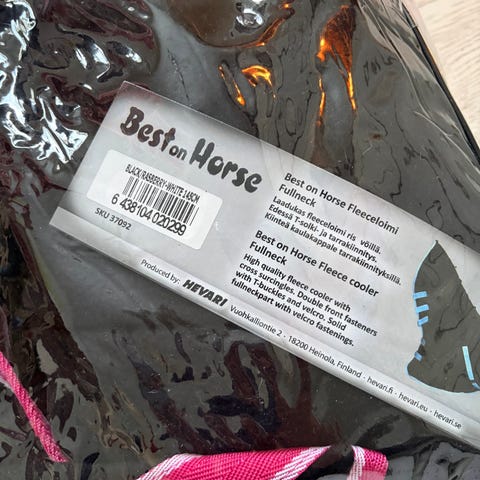 Best on Horse
BLACK/RASPBERRY-WHITE 145CM
6 438104 020299
SKU 37092
Best on Horse Fleeceloimi
Fullneck
Laadukas fleeceloimi ris völllä.
Edessä T-solki- ja tarrakiinnitys.
Kiinteä kaulakappale tarrakiinnityksillä.
Best on Horse Fleece cooler
Fullneck
High quality fleece cooler with
cross surcingles. Double front fasteners
with T-buckles and velcro. Solid
fullneckpart with velcro fastenings.
Produced by: HEVARI Vuohkalliontie 2 · 18200 Heinola, Finland · hevari.fi · hevari.eu · hevari.se